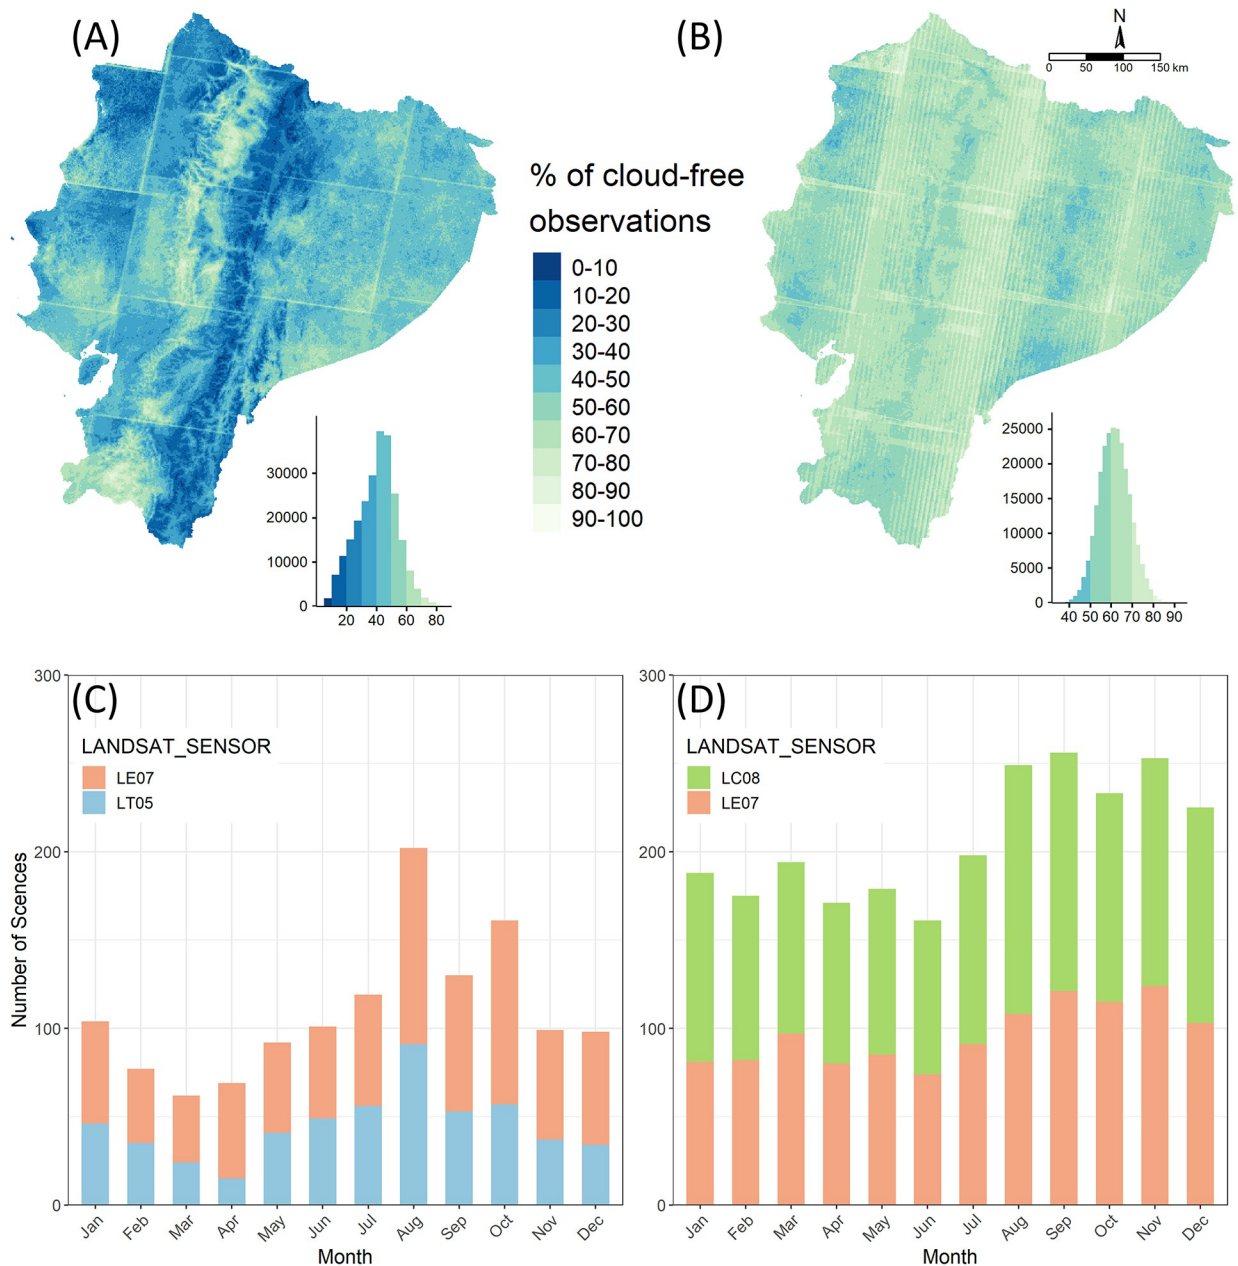 (A)
(B)
N
0 50 100 150 km
% of cloud-free
observations
0-10
10-20
20-30
30-40
40-50
50-60
60-70
70-80
80-90
90-100
30000
20000
10000
0
20 40 60 80
25000
20000
15000
10000
5000
0
40 50 60 70 80 90
(C)
LANDSAT_SENSOR
LE07
LT05
300
200
100
0
Number of Scences
Jan Feb Mar Apr May Jun Jul Aug Sep Oct Nov Dec
Month
(D)
LANDSAT_SENSOR
LC08
LE07
300
200
100
0
Jan Feb Mar Apr May Jun Jul Aug Sep Oct Nov Dec
Month